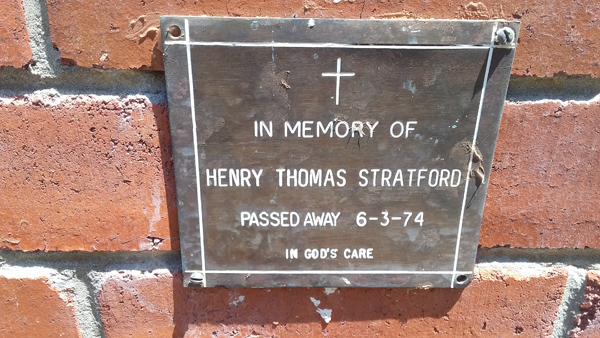 IN MEMORY OF
HENRY THOMAS STRATFORD
PASSED AWAY 6-3-74
IN GOD'S CARE